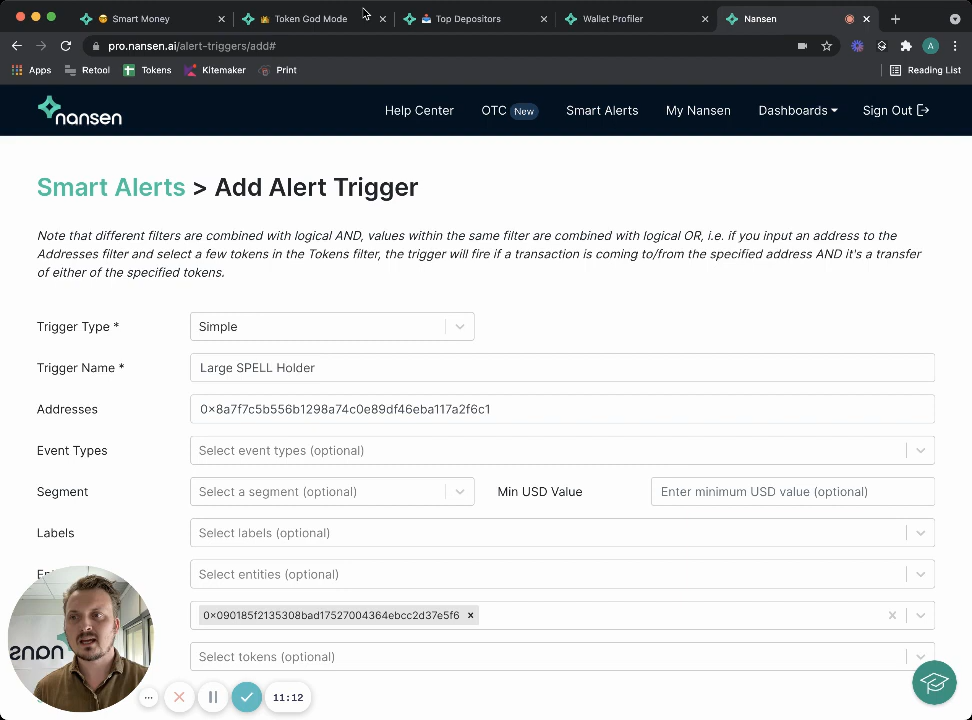 Smart Money
Token God Mode
Top Depositors
Wallet Profiler
Nansen
pro.nansen.ai/alert-triggers/add#
A
Apps
Retool
Tokens
Kitemaker
Print
Reading List
nansen
Help Center
OTC New
Smart Alerts
My Nansen
Dashboards
Sign Out
Smart Alerts > Add Alert Trigger
Note that different filters are combined with logical AND, values within the same filter are combined with logical OR, i.e. if you input an address to the
Addresses filter and select a few tokens in the Tokens filter, the trigger will fire if a transaction is coming to/from the specified address AND it's a transfer
of either of the specified tokens.
Trigger Type *
Simple
Trigger Name *
Large SPELL Holder
Addresses
0x8a7f7c5b556b1298a74c0e89df46eba117a2f6c1
Event Types
Select event types (optional)
Segment
Select a segment (optional)
Min USD Value
Enter minimum USD value (optional)
Labels
Select labels (optional)
Select entities (optional)
0x090185f2135308bad17527004364ebcc2d37e5f6 ×
Select tokens (optional)
11:12